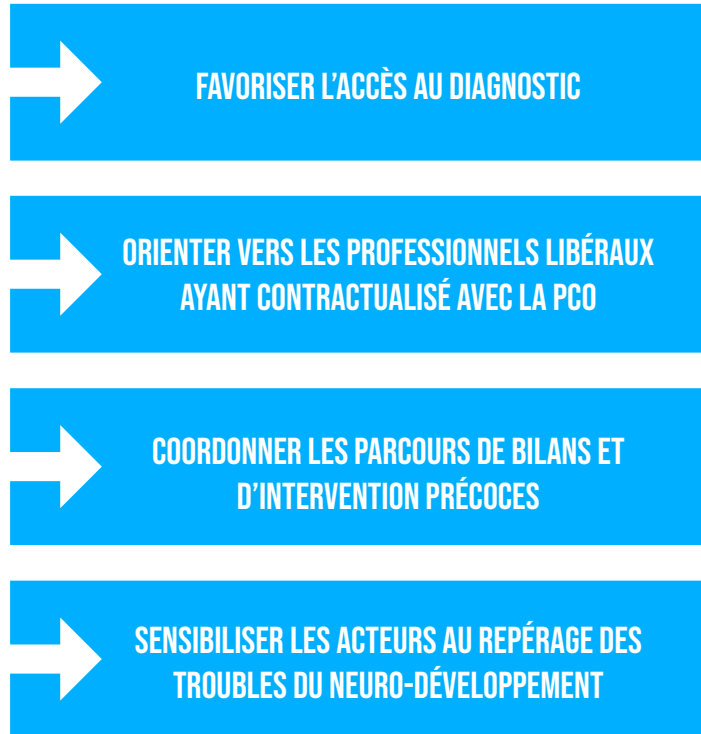 FAVORISER L'ACCÈS AU DIAGNOSTIC
ORIENTER VERS LES PROFESSIONNELS LIBÉRAUX
AYANT CONTRACTUALISÉ AVEC LA PCO
COORDONNER LES PARCOURS DE BILANS ET
D'INTERVENTION PRÉCOCES
SENSIBILISER LES ACTEURS AU REPÉRAGE DES
TROUBLES DU NEURO-DÉVELOPPEMENT